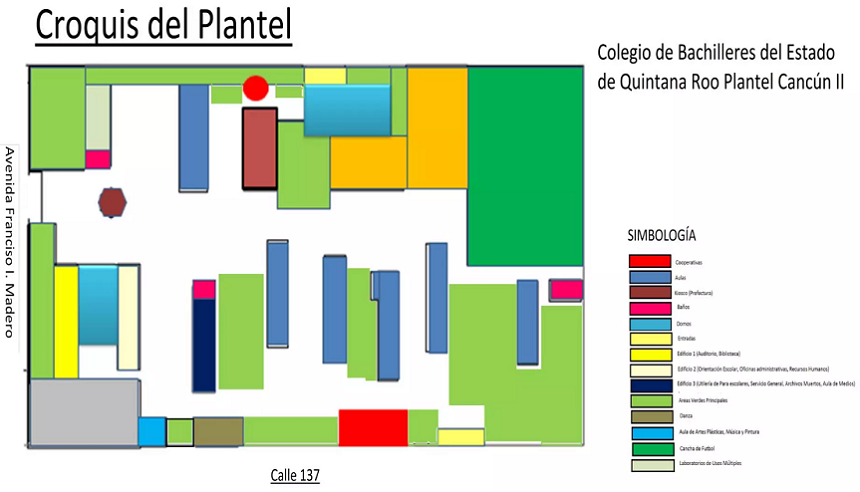 Croquis del Plantel
Colegio de Bachilleres del Estado
de Quintana Roo Plantel Cancún II
Avenida Franciso I. Madero
SIMBOLOGÍA
Cooperativas
Aulas
Kiosco (Prefectura)
Baños
Domos
Entradas
Edificio 1 (Auditorio, Biblioteca)
Edificio 2 (Orientación Escolar, Oficinas administrativas, Recursos Humanos)
Edificio 3 (Utilería de Para-escolares, Servicio General, Archivos Muertos, Aula de Medios)
Areas Verdes Principales
Danza
Aula de Artes Plásticas, Música y Pintura
Cancha de Futbol
Laboratorios de Usos Múltiples
Calle 137